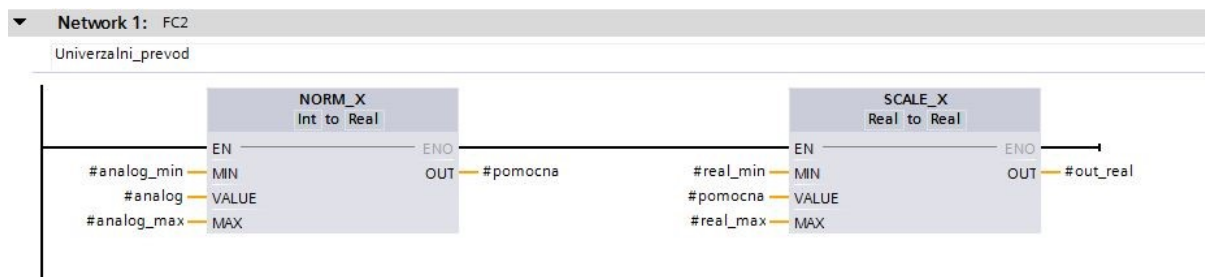 Network 1: FC2
Univerzalni_prevod
NORM_X
Int to Real
EN ENO
#analog_min MIN OUT #pomocna
#analog VALUE
#analog_max MAX
SCALE_X
Real to Real
EN ENO
#real_min MIN OUT #out_real
#pomocna VALUE
#real_max MAX